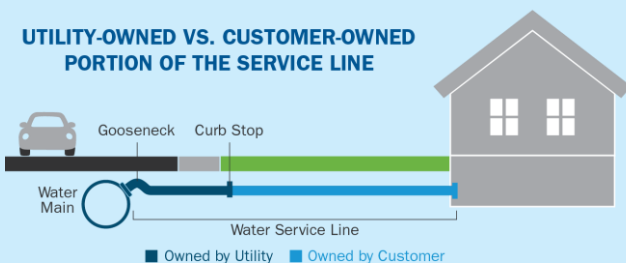 UTILITY-OWNED VS. CUSTOMER-OWNED
PORTION OF THE SERVICE LINE
Gooseneck
Curb Stop
Water
Main
Water Service Line
Owned by Utility
Owned by Customer